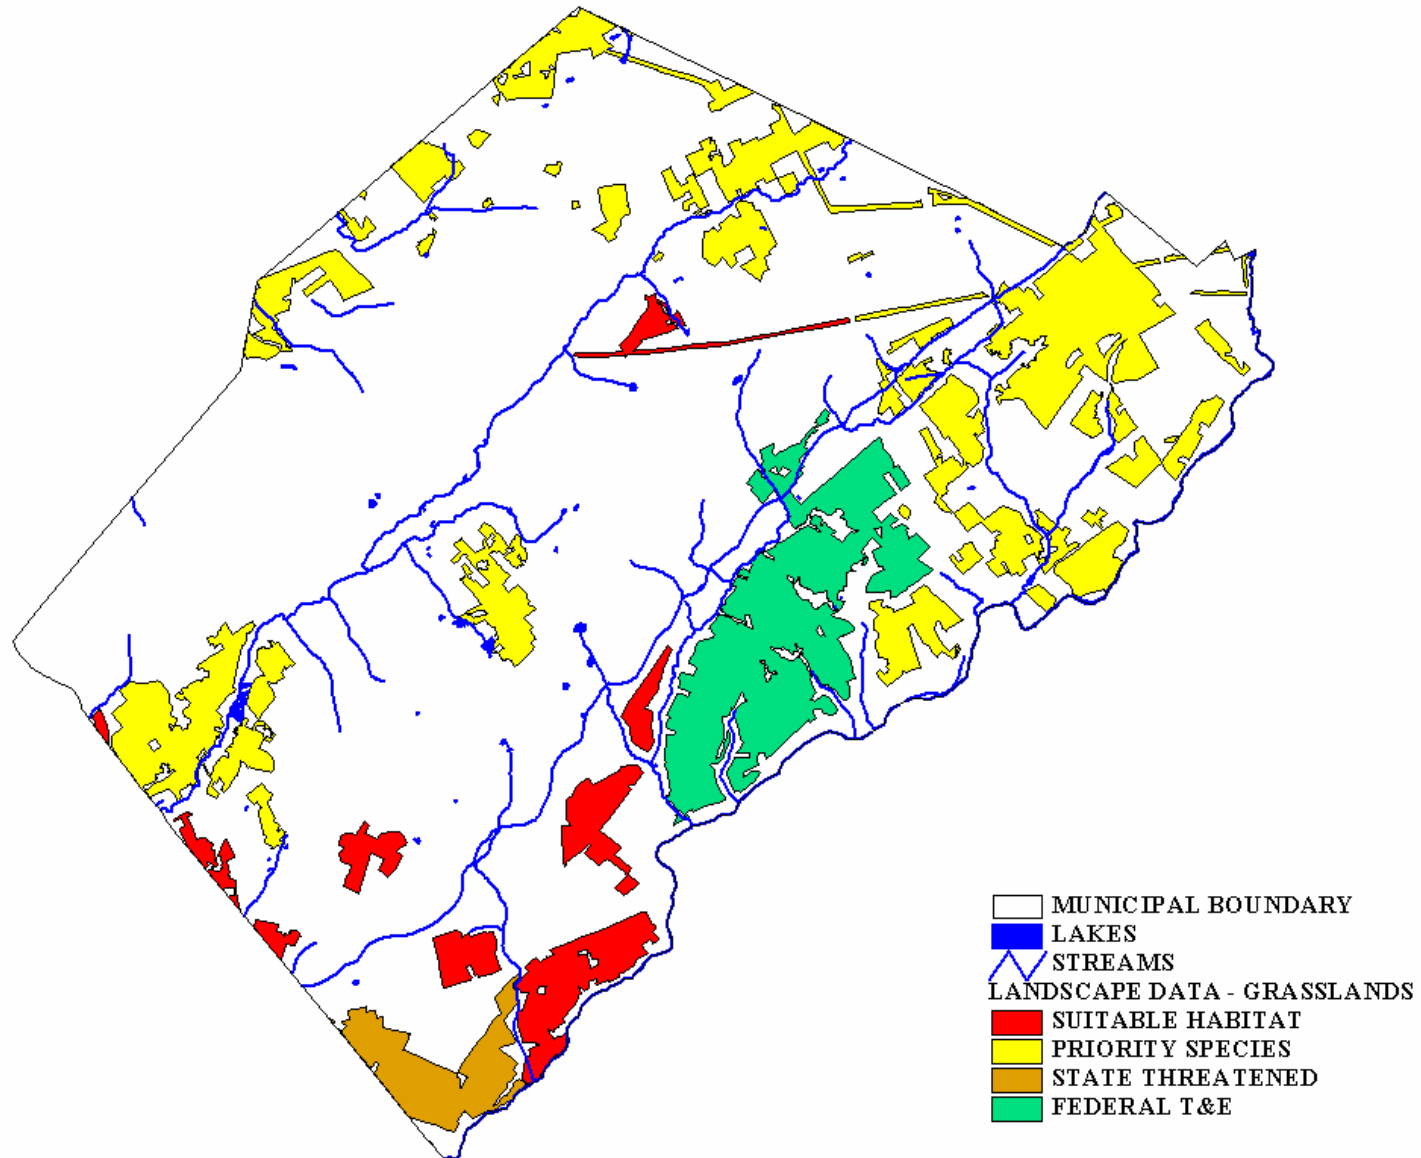 MUNICIPAL BOUNDARY
LAKES
STREAMS
LANDSCAPE DATA - GRASSLANDS
SUITABLE HABITAT
PRIORITY SPECIES
STATE THREATENED
FEDERAL T&E